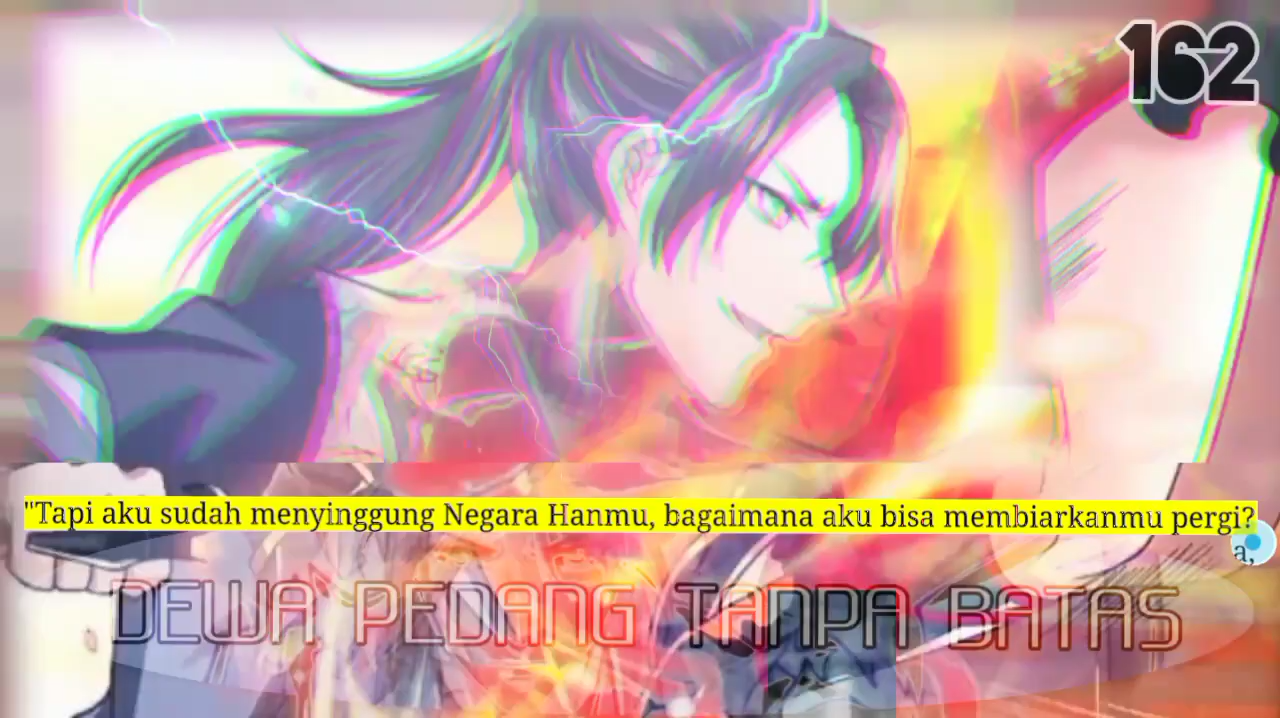 162
"Tapi aku sudah menyinggung Negara Hanmu, bagaimana aku bisa membiarkanmu pergi?
a,
DEWA PEDANG TANPA BATAS